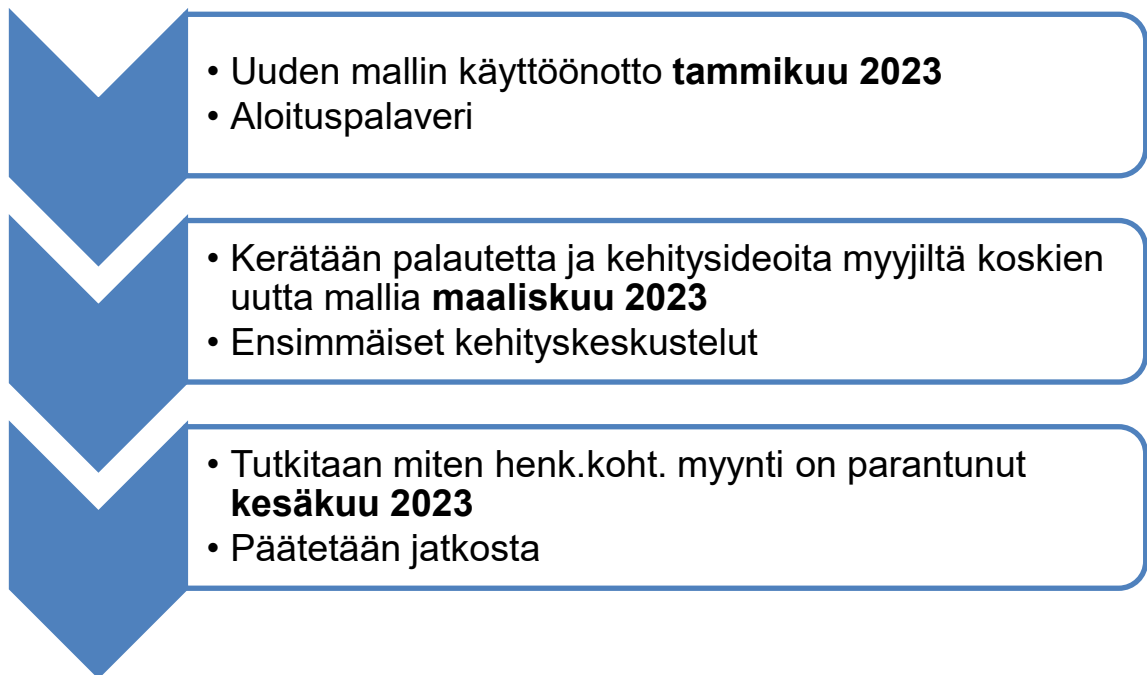 • Uuden mallin käyttöönotto tammikuu 2023
• Aloituspalaveri
• Kerätään palautetta ja kehitysideoita myyjiltä koskien
uutta mallia maaliskuu 2023
• Ensimmäiset kehityskeskustelut
• Tutkitaan miten henk.koht. myynti on parantunut
kesäkuu 2023
• Päätetään jatkosta